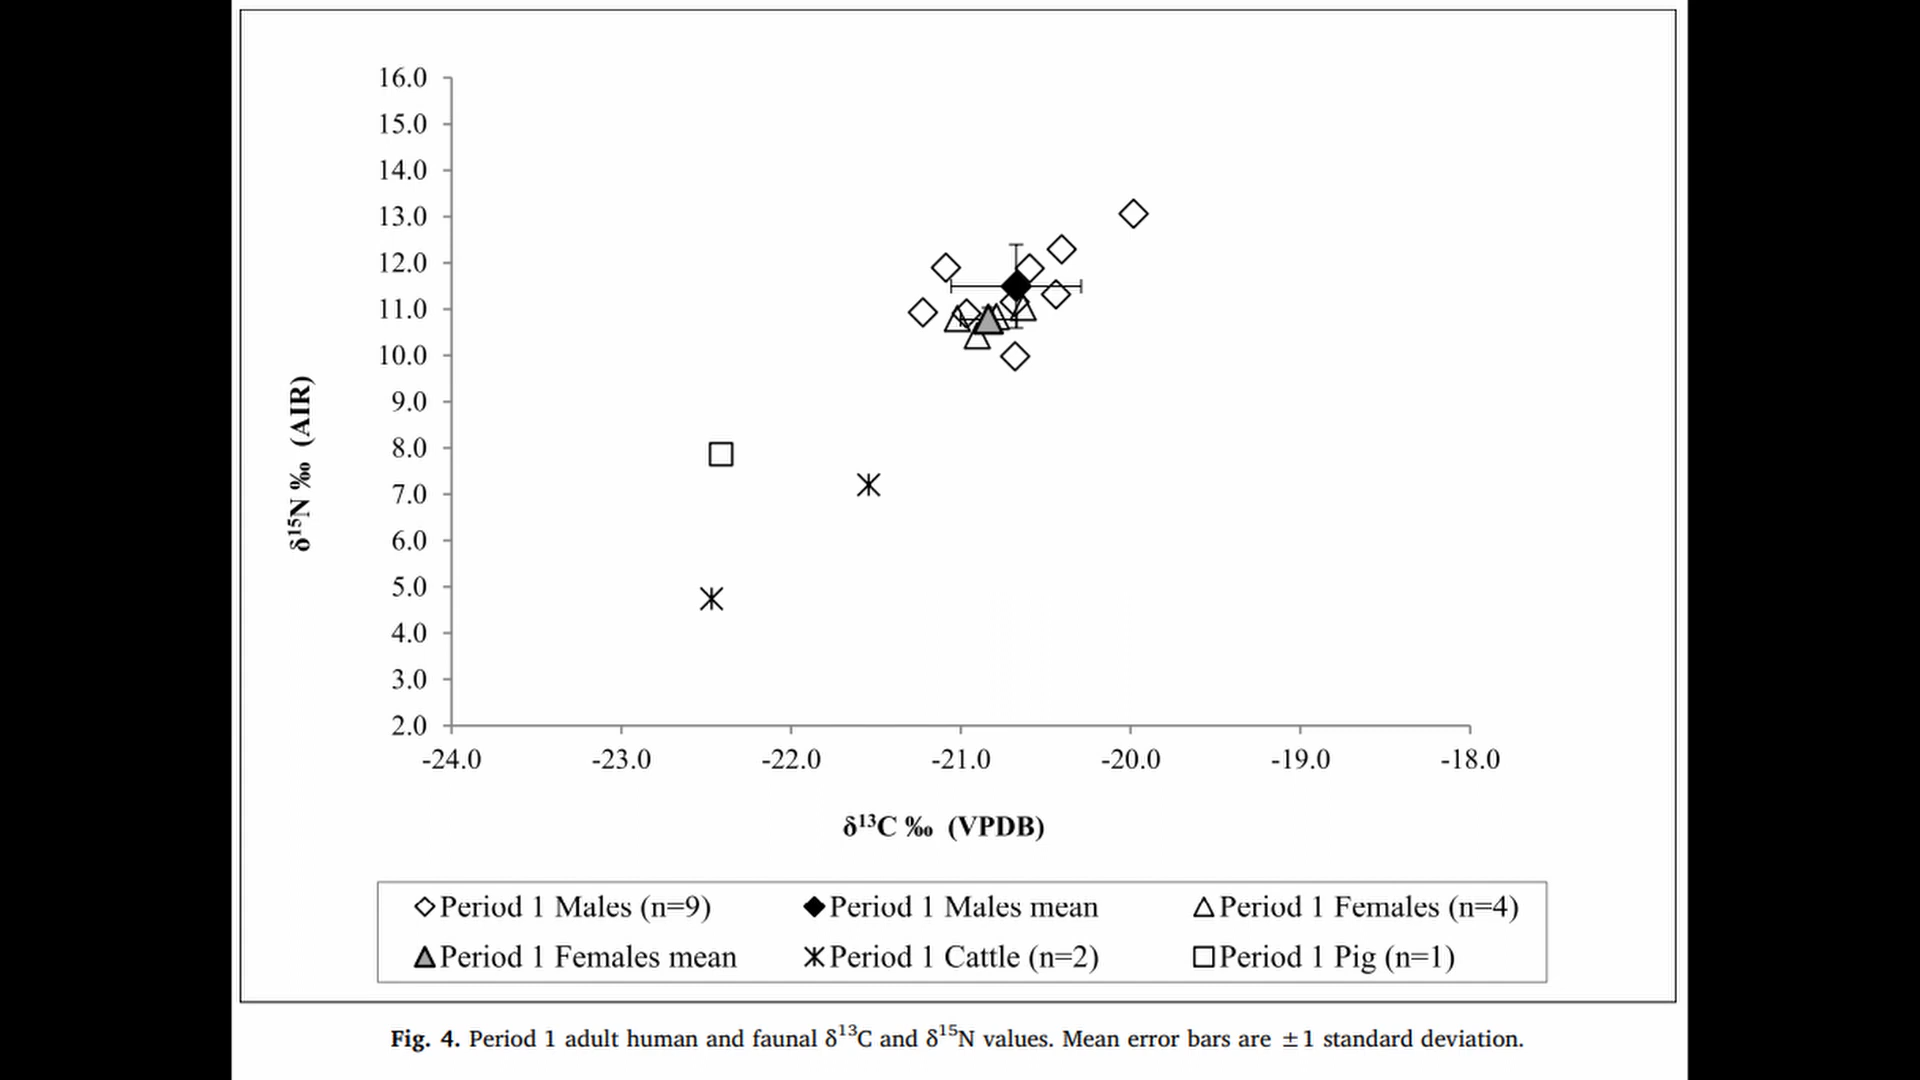 16.0
15.0
14.0
13.0
12.0
11.0
10.0
9.0
8.0
7.0
6.0
5.0
4.0
3.0
2.0
δ¹⁵N ‰ (AIR)
-24.0 -23.0 -22.0 -21.0 -20.0 -19.0 -18.0
δ¹³C ‰ (VPDB)
Period 1 Males (n=9) Period 1 Males mean Period 1 Females (n=4)
Period 1 Females mean Period 1 Cattle (n=2) Period 1 Pig (n=1)
Fig. 4. Period 1 adult human and faunal δ¹³C and δ¹⁵N values. Mean error bars are ±1 standard deviation.